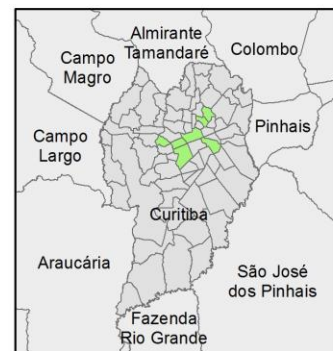 Almirante
Tamandaré
Colombo
Campo
Magro
Campo
Largo
Pinhais
Curitiba
Araucária
São José
dos Pinhais
Fazenda
Rio Grande